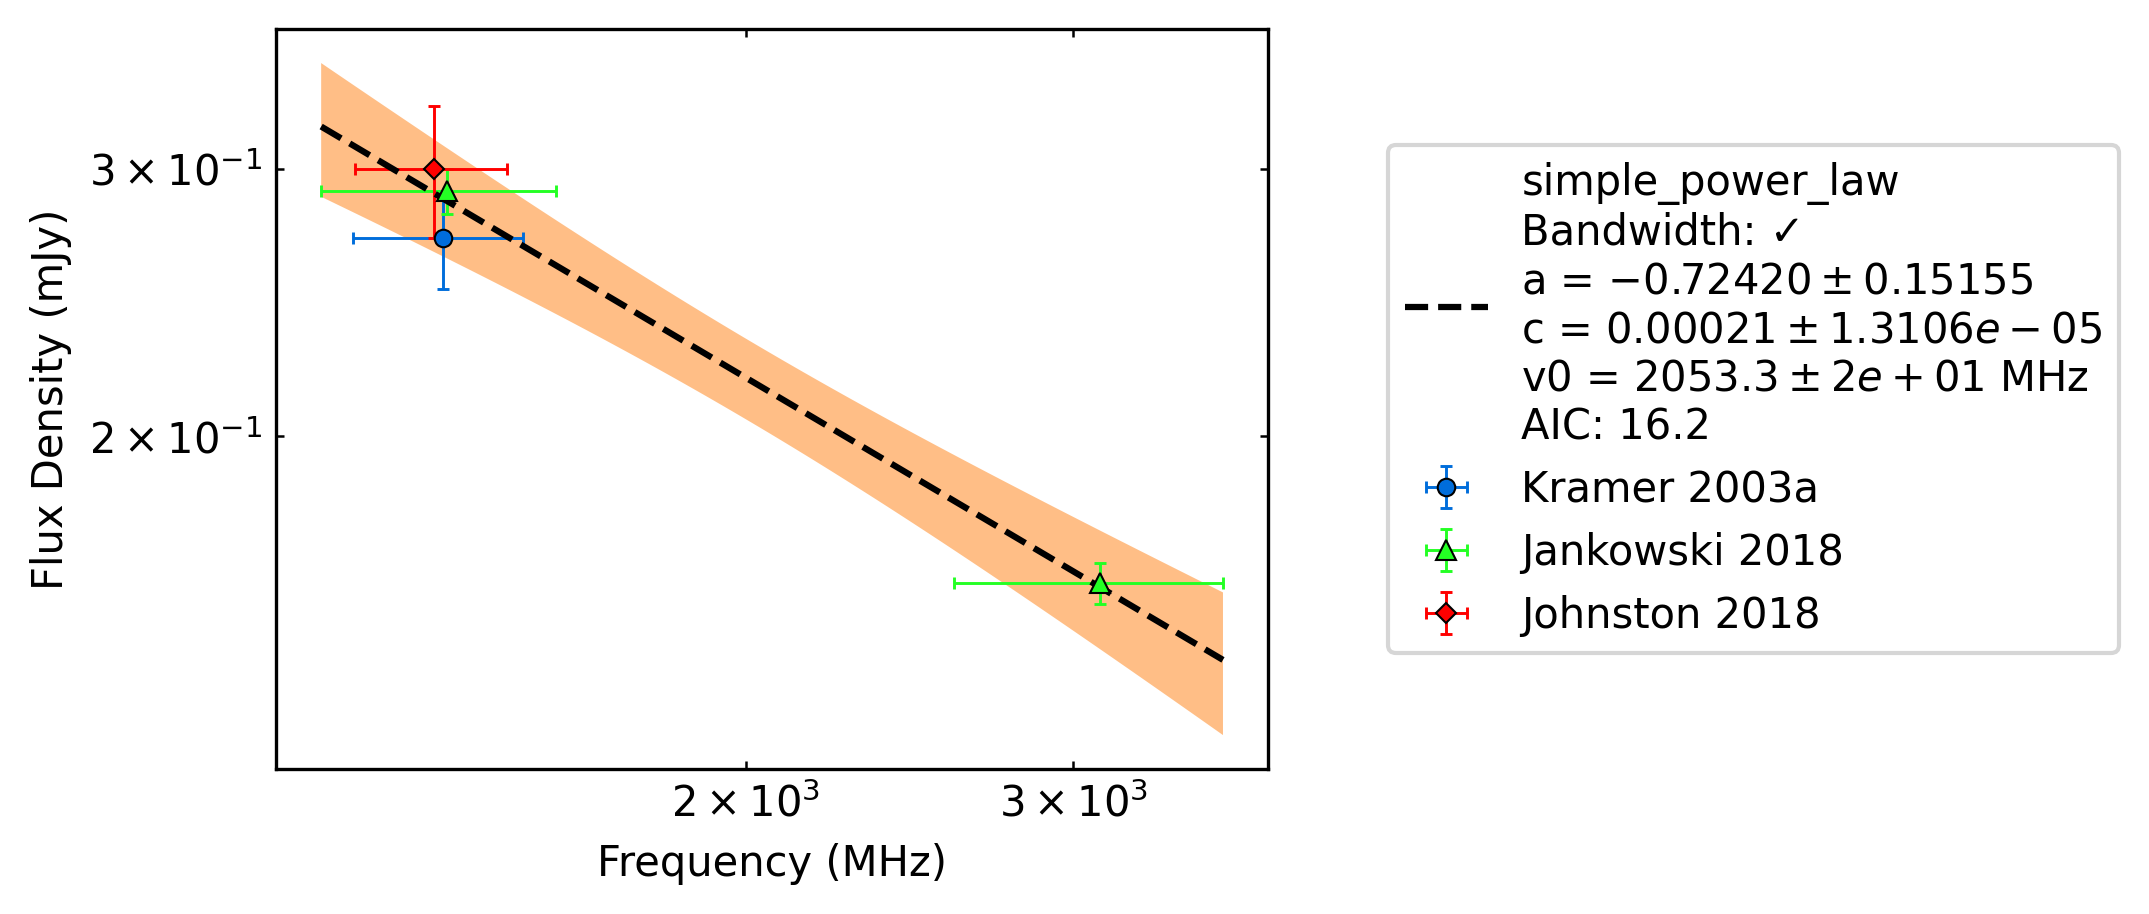 3 × 10⁻¹
2 × 10⁻¹
Flux Density (mJy)
2 × 10³
3 × 10³
Frequency (MHz)
simple_power_law
Bandwidth: ✓
a = −0.72420 ± 0.15155
c = 0.00021 ± 1.3106e − 05
v0 = 2053.3 ± 2e + 01 MHz
AIC: 16.2
Kramer 2003a
Jankowski 2018
Johnston 2018